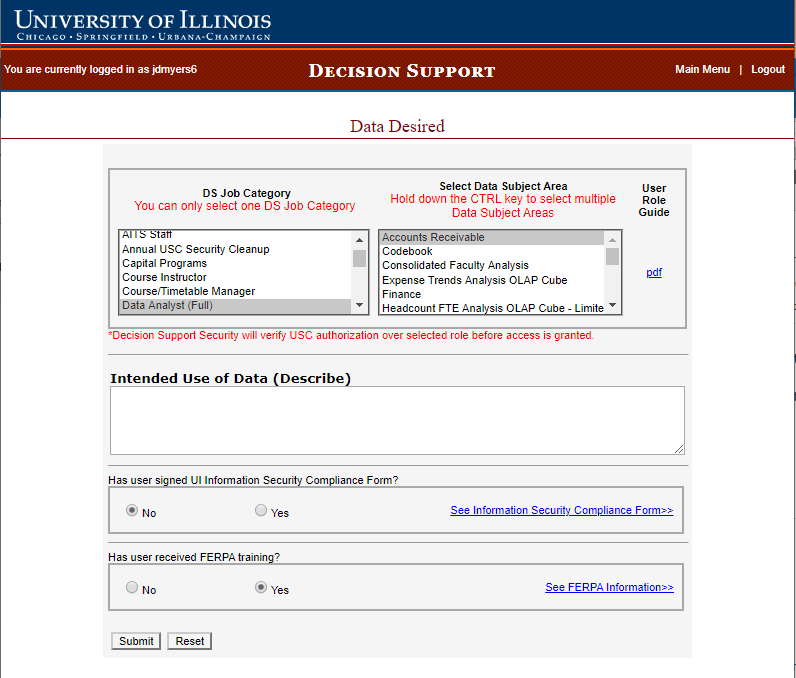 UNIVERSITY OF ILLINOIS
CHICAGO • SPRINGFIELD • URBANA-CHAMPAIGN
You are currently logged in as jdmyers6
DECISION SUPPORT
Main Menu | Logout
Data Desired
DS Job Category
You can only select one DS Job Category
Select Data Subject Area
Hold down the CTRL key to select multiple
Data Subject Areas
User
Role
Guide
AITS Staff
Annual USC Security Cleanup
Capital Programs
Course Instructor
Course/Timetable Manager
Data Analyst (Full)
Accounts Receivable
Codebook
Consolidated Faculty Analysis
Expense Trends Analysis OLAP Cube
Finance
Headcount FTE Analysis OLAP Cube - Limite
pdf
*Decision Support Security will verify USC authorization over selected role before access is granted.
Intended Use of Data (Describe)
Has user signed UI Information Security Compliance Form?
No
Yes
See Information Security Compliance Form>>
Has user received FERPA training?
No
Yes
See FERPA Information>>
Submit
Reset